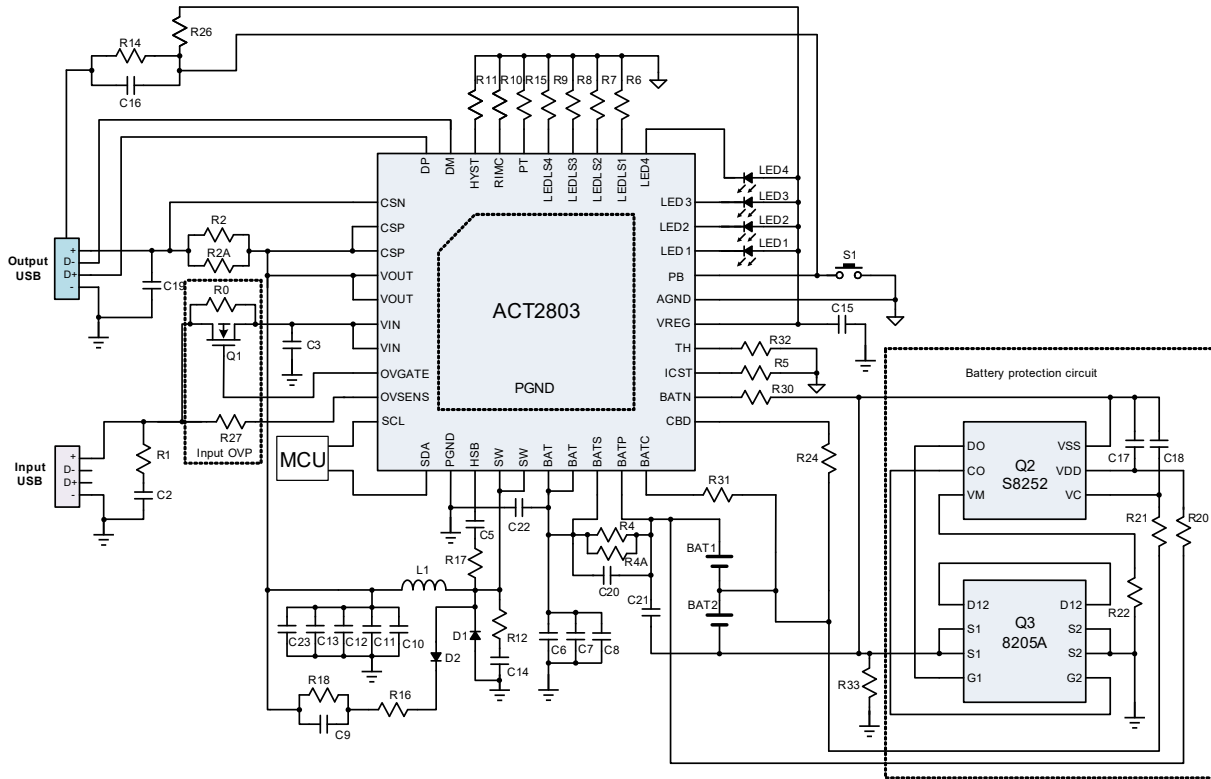 R26
R14
C16
R11
R10
R15
R9
R8
R7
R6
DP
DM
HYST
RIMC
PT
LEDLS4
LEDLS3
LEDLS2
LEDLS1
LED4
LED4
LED3
LED2
LED1
Output
USB
+
D-
D+
-
C19
R2
R2A
CSN
CSP
CSP
VOUT
VOUT
VIN
VIN
OVGATE
OVSENS
SCL
ACT2803
PGND
LED3
LED2
LED1
PB
AGND
VREG
TH
ICST
BATN
CBD
S1
C15
R32
R5
R30
R0
Q1
C3
R27
Input OVP
Input
USB
+
D-
D+
-
R1
C2
MCU
SDA
PGND
HSB
SW
SW
BAT
BAT
BATS
BATP
BATC
R24
R31
C22
C5
R17
R4
R4A
C20
C21
BAT1
BAT2
L1
C23
C13
C12
C11
C10
D1
D2
R12
C14
C6
C7
C8
R18
C9
R16
R33
Battery protection circuit
DO
CO
VM
Q2
S8252
VSS
VDD
VC
C17
C18
R21
R20
R22
D12
S1
S1
G1
Q3
8205A
D12
S2
S2
G2